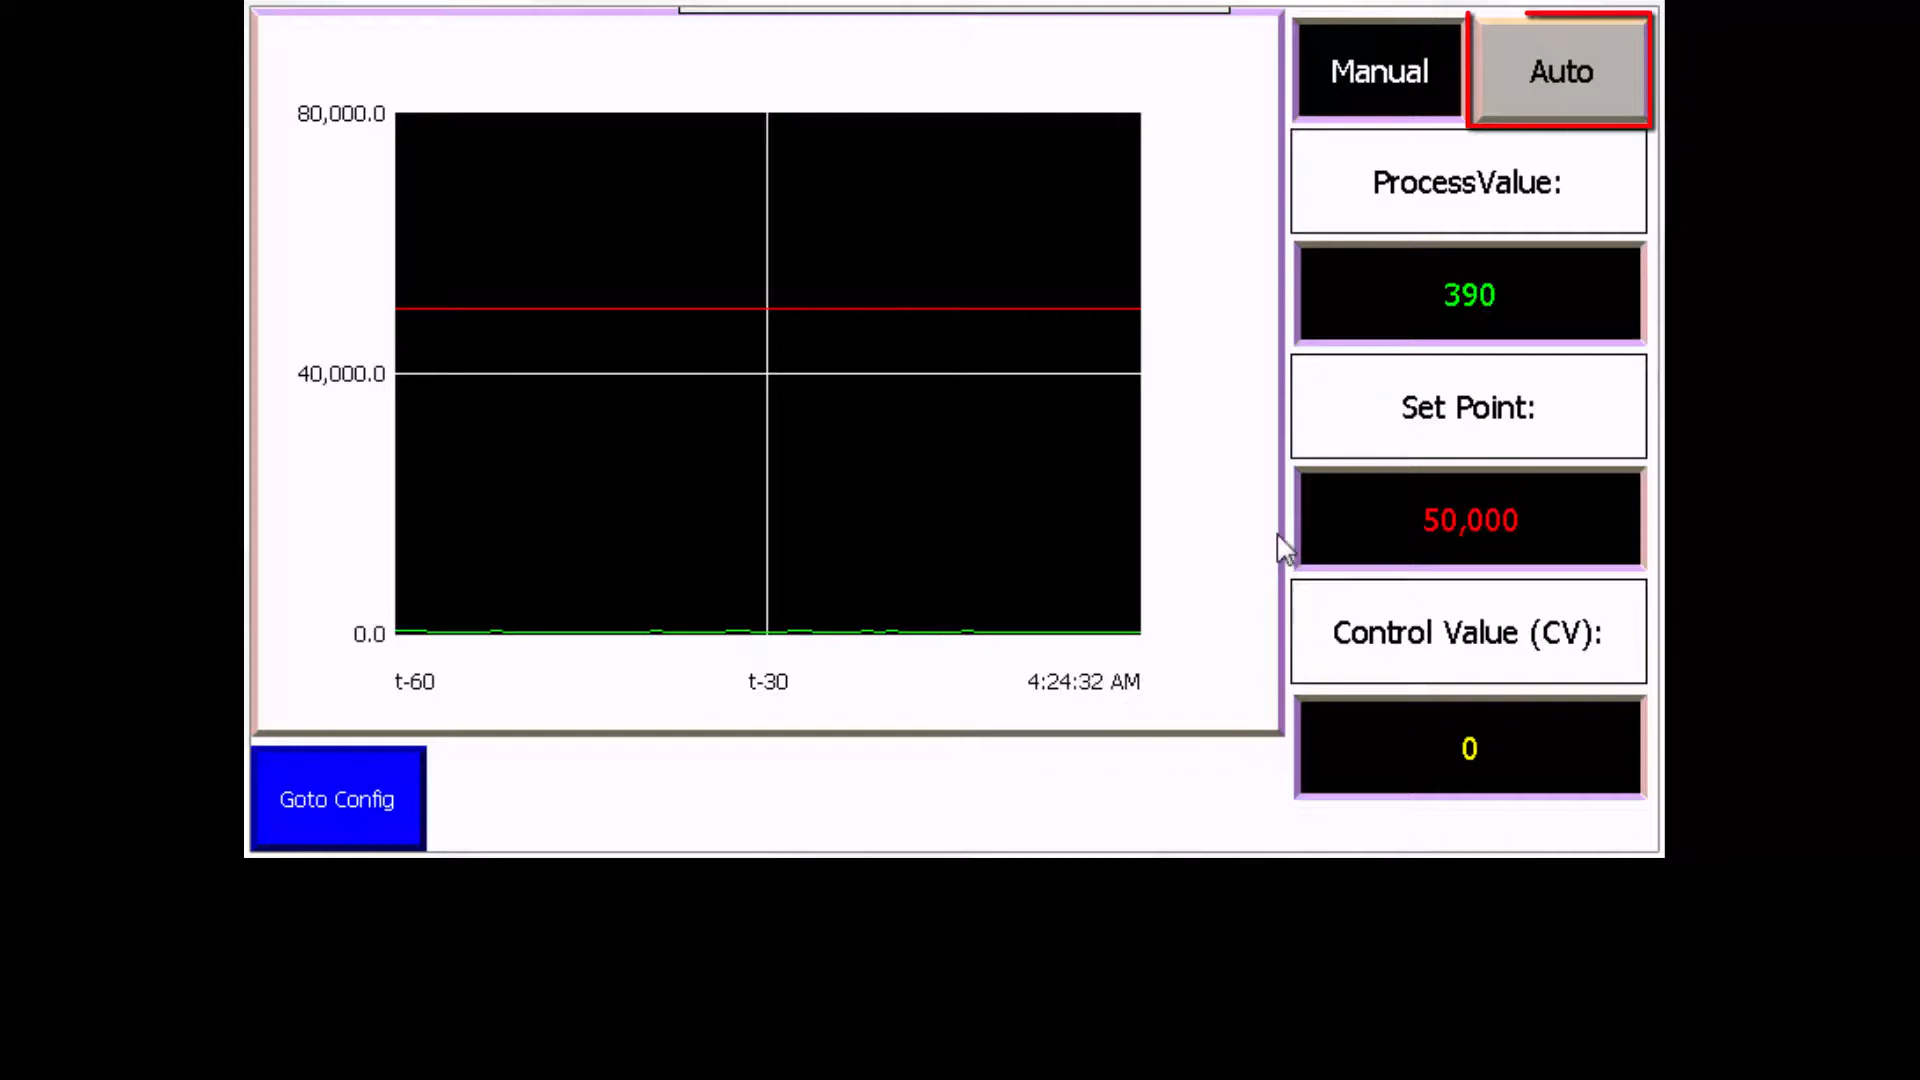 80,000.0
40,000.0
0.0
t-60 t-30 4:24:32 AM
Goto Config
Manual Auto
ProcessValue:
390
Set Point:
50,000
Control Value (CV):
0